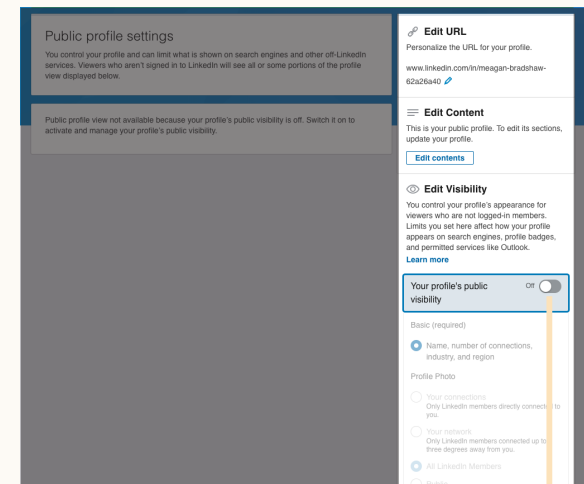 Public profile settings
You control your profile and can limit what is shown on search engines and other off-LinkedIn
services. Viewers who aren't signed in to LinkedIn will see all or some portions of the profile
view displayed below.
Public profile view not available because your profile's public visibility is off. Switch it on to
activate and manage your profile's public visibility.
Edit URL
Personalize the URL for your profile.
www.linkedin.com/in/meagan-bradshaw-
62a26a40
Edit Content
This is your public profile. To edit its sections,
update your profile.
Edit contents
Edit Visibility
You control your profile's appearance for
viewers who are not logged-in members.
Limits you set here affect how your profile
appears on search engines, profile badges,
and permitted services like Outlook.
Learn more
Your profile's public Off
visibility
Basic (required)
Name, number of connections,
industry, and region
Profile Photo
Your connections
Only LinkedIn members directly connected to
you.
Your network
Only LinkedIn members connected up to
three degrees away from you.
All LinkedIn Members
Public